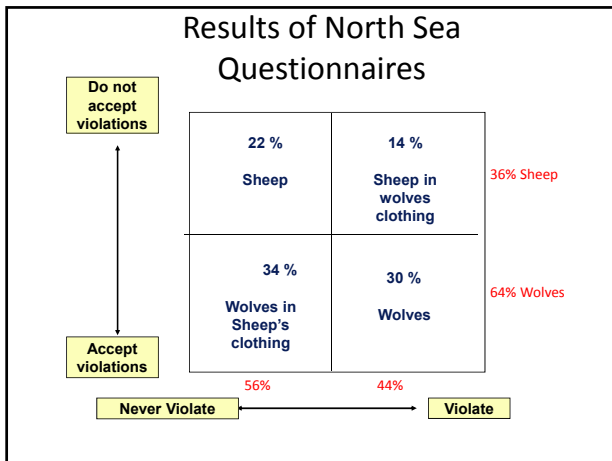 Results of North Sea
Questionnaires
Do not
accept
violations
22 %
Sheep
14 %
Sheep in
wolves
clothing
36% Sheep
34 %
Wolves in
Sheep's
clothing
30 %
Wolves
64% Wolves
Accept
violations
56%
44%
Never Violate
Violate